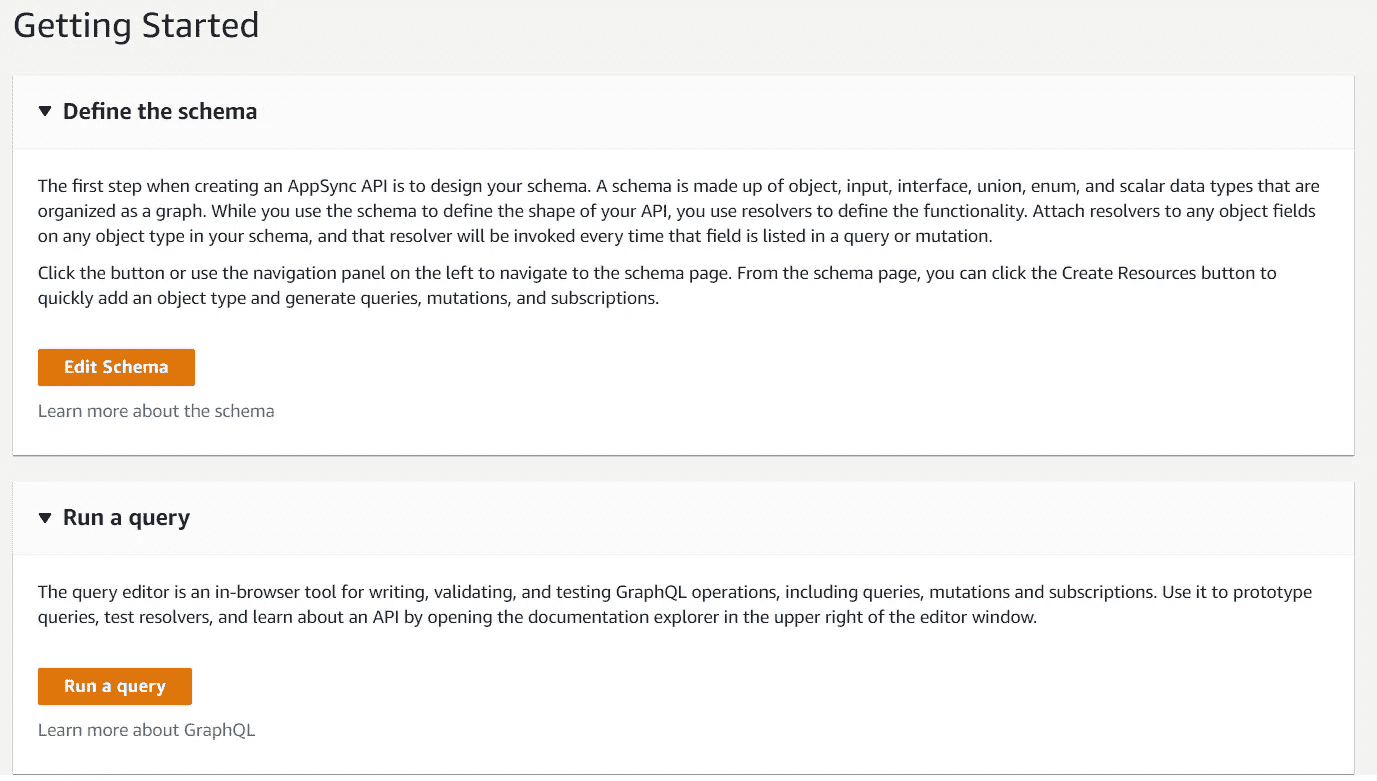 Getting Started
Define the schema
The first step when creating an AppSync API is to design your schema. A schema is made up of object, input, interface, union, enum, and scalar data types that are
organized as a graph. While you use the schema to define the shape of your API, you use resolvers to define the functionality. Attach resolvers to any object fields
on any object type in your schema, and that resolver will be invoked every time that field is listed in a query or mutation.
Click the button or use the navigation panel on the left to navigate to the schema page. From the schema page, you can click the Create Resources button to
quickly add an object type and generate queries, mutations, and subscriptions.
Edit Schema
Learn more about the schema
Run a query
The query editor is an in-browser tool for writing, validating, and testing GraphQL operations, including queries, mutations and subscriptions. Use it to prototype
queries, test resolvers, and learn about an API by opening the documentation explorer in the upper right of the editor window.
Run a query
Learn more about GraphQL